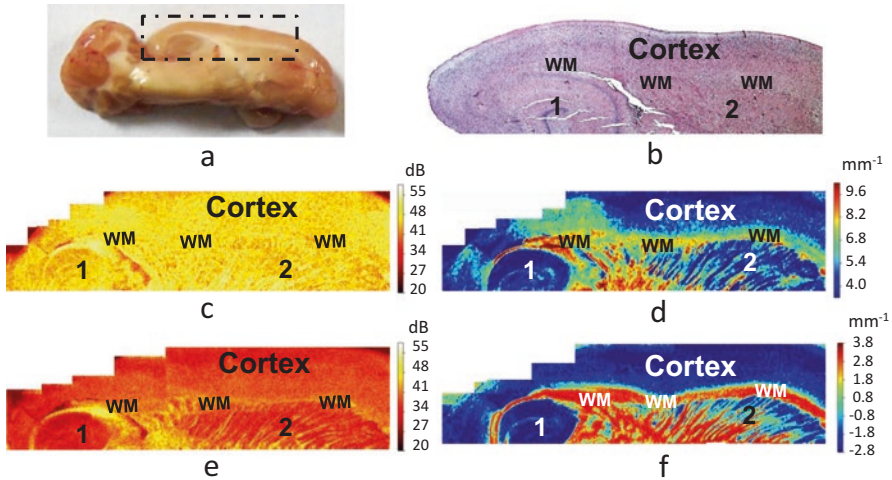 a
Cortex
WM
WM
WM
1
2
b
dB
55
48
41
34
27
20
Cortex
WM
WM
WM
1
2
c
mm-1
9.6
8.2
6.8
5.4
4.0
Cortex
WM
WM
WM
1
2
d
dB
55
48
41
34
27
20
Cortex
WM
WM
WM
1
2
e
mm-1
3.8
2.8
1.8
0.8
-0.8
-1.8
-2.8
Cortex
WM
WM
WM
1
2
f